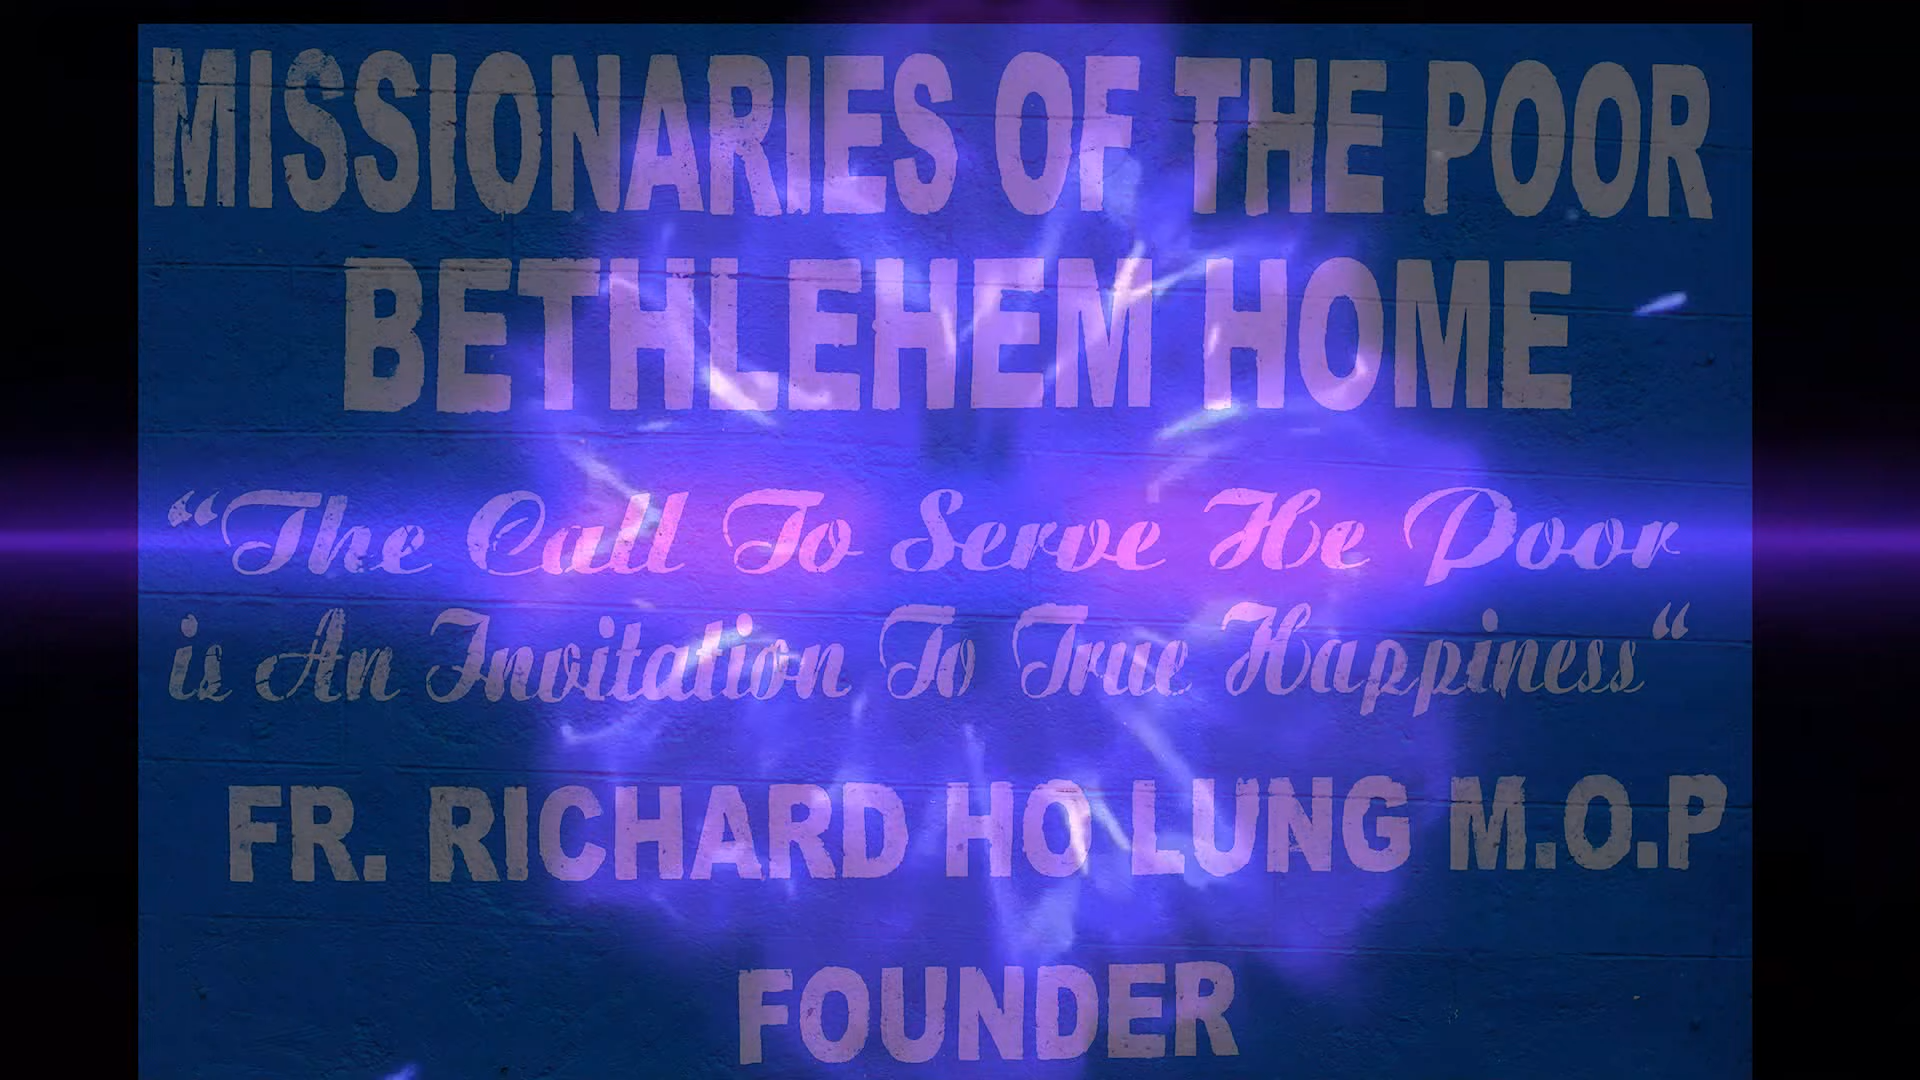 MISSIONARIES OF THE POOR
BETHLEHEM HOME
“The Call To Serve He Poor
is An Invitation To True Happiness“
FR. RICHARD HO LUNG M.O.P
FOUNDER